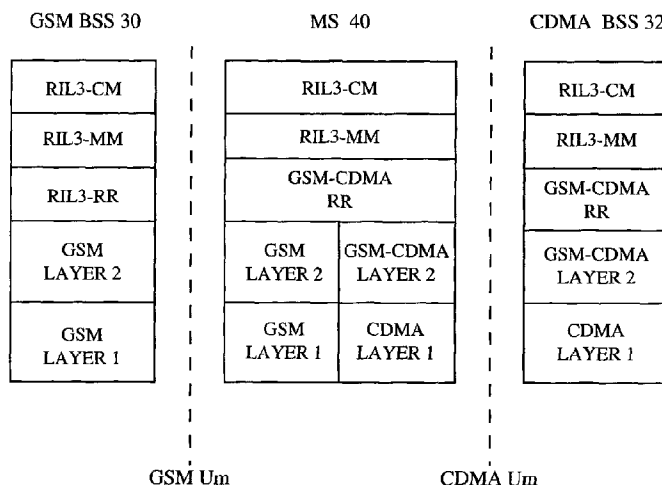 GSM BSS 30
MS 40
CDMA BSS 32
RIL3-CM
RIL3-MM
RIL3-RR
GSM
LAYER 2
GSM
LAYER 1
RIL3-CM
RIL3-MM
GSM-CDMA
RR
GSM
LAYER 2
GSM-CDMA
LAYER 2
GSM
LAYER 1
CDMA
LAYER 1
RIL3-CM
RIL3-MM
GSM-CDMA
RR
GSM-CDMA
LAYER 2
CDMA
LAYER 1
GSM Um
CDMA Um